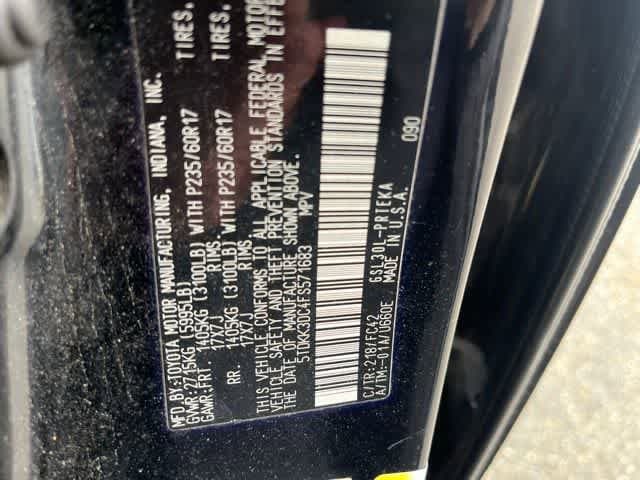 MFD.BY:TOYOTA MOTOR MANUFACTURING, INDIANA, INC.
GVWR:2715KG (5995LB)
GAWR:FRT. 1405KG (3100LB) WITH P235/60R17 TIRES,
17X7J RIMS
RR. 1405KG (3100LB) WITH P235/60R17 TIRES,
17X7J RIMS
THIS VEHICLE CONFORMS TO ALL APPLICABLE FEDERAL MOTOR
VEHICLE SAFETY AND THEFT PREVENTION STANDARDS IN EFFE
THE DATE OF MANUFACTURE SHOWN ABOVE.
5TDKK3DC4FS571683 MPV
C/TR:218/FC42 GSL30L-PRTEKA 090
A/TM:-01A/U660E MADE IN U.S.A.